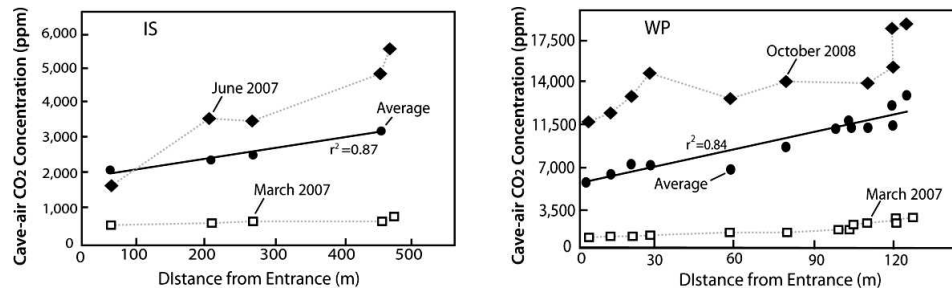 IS
Cave-air CO2 Concentration (ppm)
6,000
5,000
4,000
3,000
2,000
1,000
0
June 2007
Average
r²=0.87
March 2007
0 100 200 300 400 500
DIstance from Entrance (m)
WP
Cave-air CO2 Concentration (ppm)
17,500
14,000
11,500
7,000
3,500
0
October 2008
r²=0.84
Average
March 2007
0 30 60 90 120
DIstance from Entrance (m)